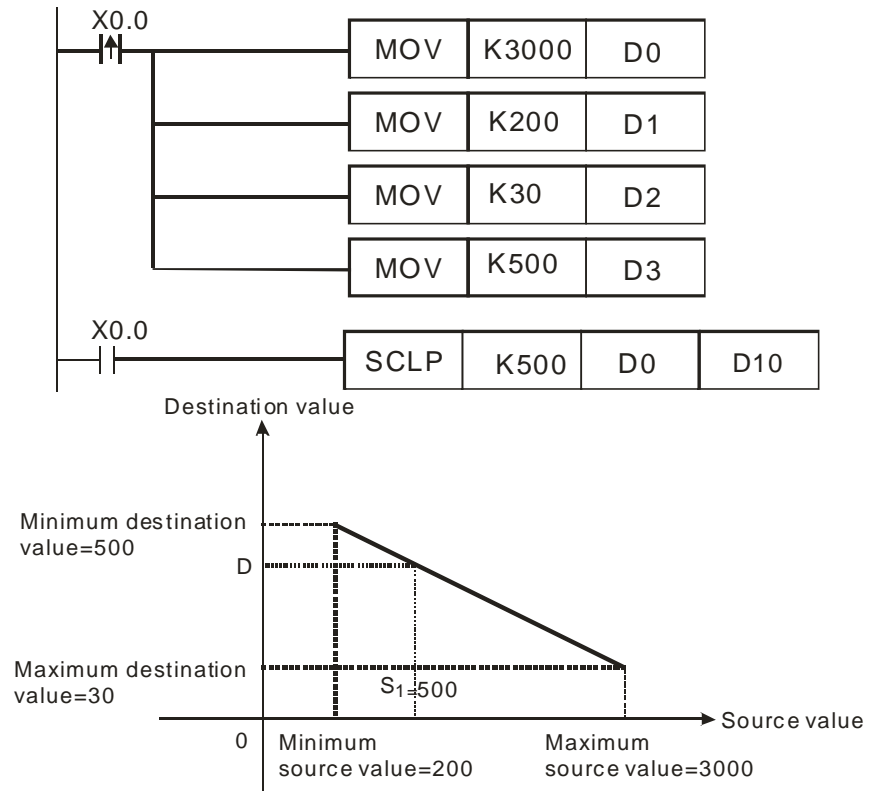 X0.0
MOV K3000 D0
MOV K200 D1
MOV K30 D2
MOV K500 D3
X0.0
SCLP K500 D0 D10
Destination value
Minimum destination
value=500
D
Maximum destination
value=30
S1=500
Source value
0
Minimum
source value=200
Maximum
source value=3000